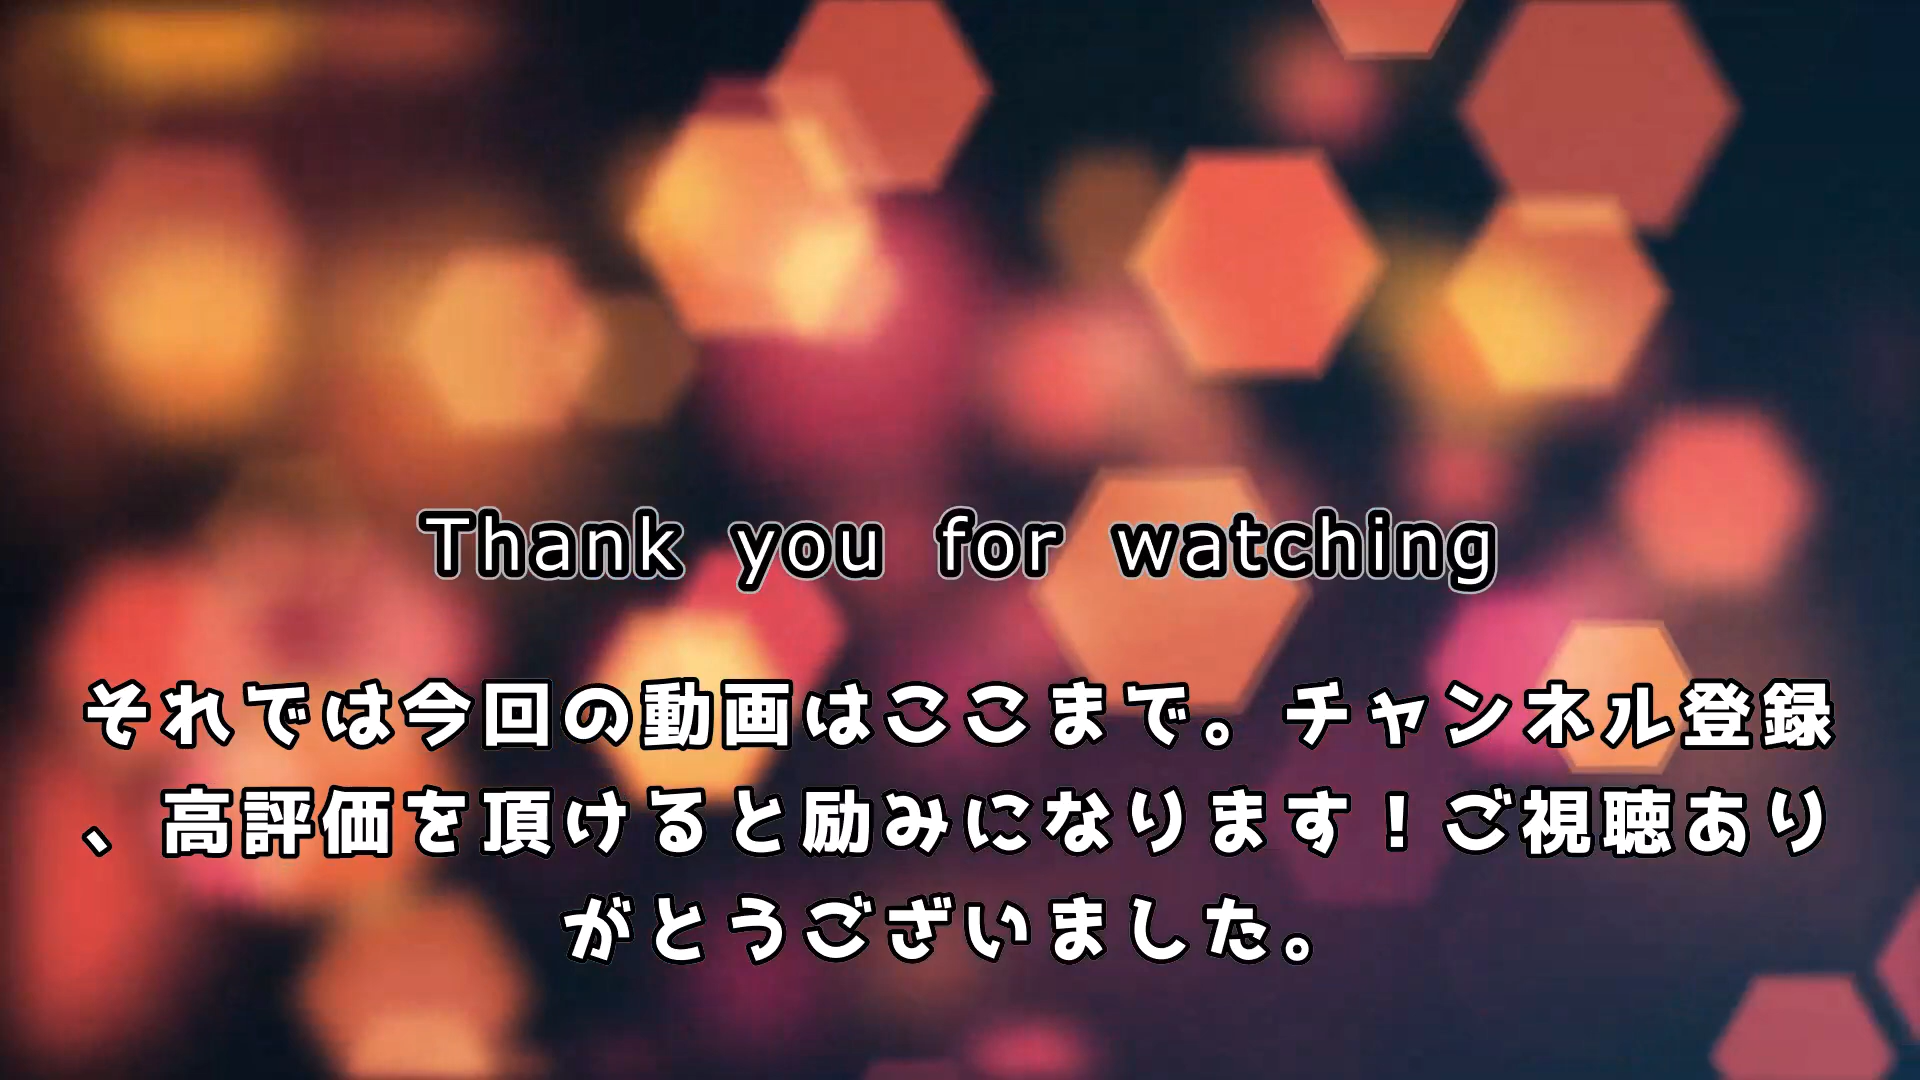 Thank you for watching
それでは今回の動画はここまで。チャンネル登録
、高評価を頂けると励みになります！ご視聴あり
がとうございました。